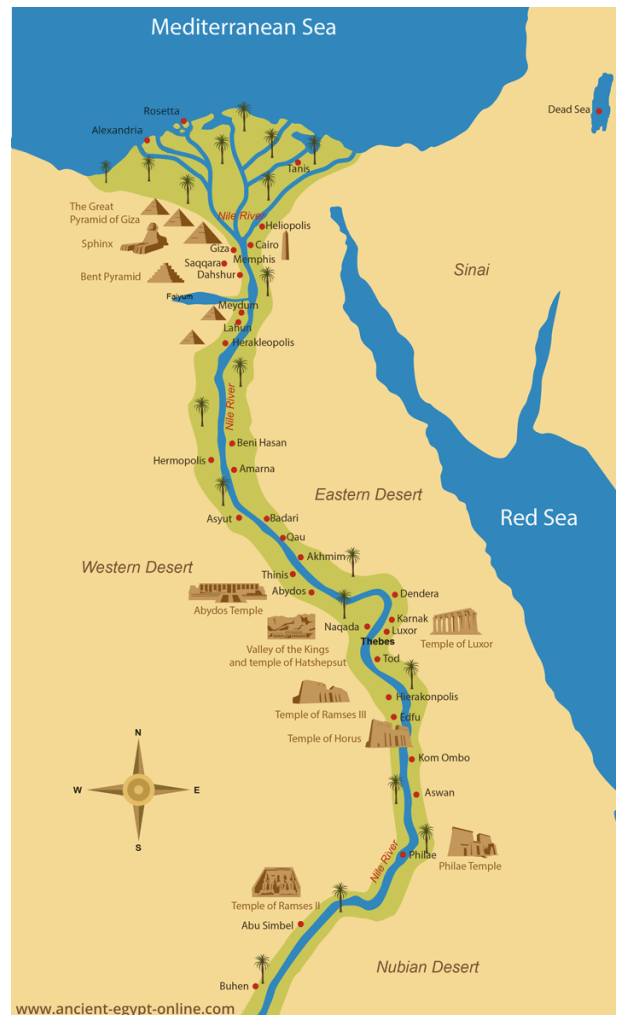 Mediterranean Sea
Rosetta
Dead Sea
Alexandria
Tanis
The Great
Pyramid of Giza
Nile River
Heliopolis
Sphinx
Cairo
Giza
Memphis
Saqqara
Dahshur
Bent Pyramid
Sinai
Faiyum
Meydum
Lahun
Herakleopolis
Nile River
Beni Hasan
Hermopolis
Amarna
Eastern Desert
Asyut
Badari
Red Sea
Qau
Akhmim
Western Desert
Thinis
Abydos
Dendera
Abydos Temple
Karnak
Naqada
Luxor
Thebes
Temple of Luxor
Valley of the Kings
and temple of Hatshepsut
Tod
Hierakonpolis
Temple of Ramses III
Edfu
Temple of Horus
N
Kom Ombo
W
E
Aswan
S
Nile River
Philae
Philae Temple
Temple of Ramses II
Abu Simbel
Nubian Desert
Buhen
www.ancient-egypt-online.com